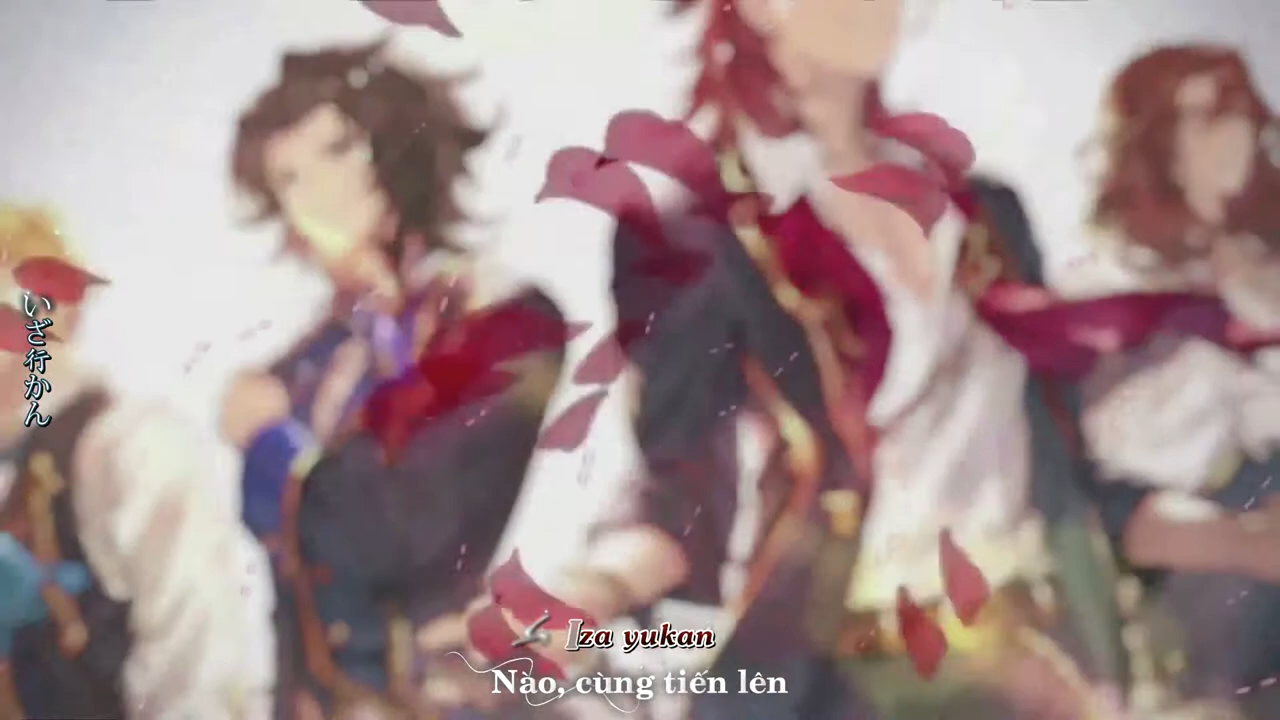 いざ行かん
Iza yukan
Nào, cùng tiến lên